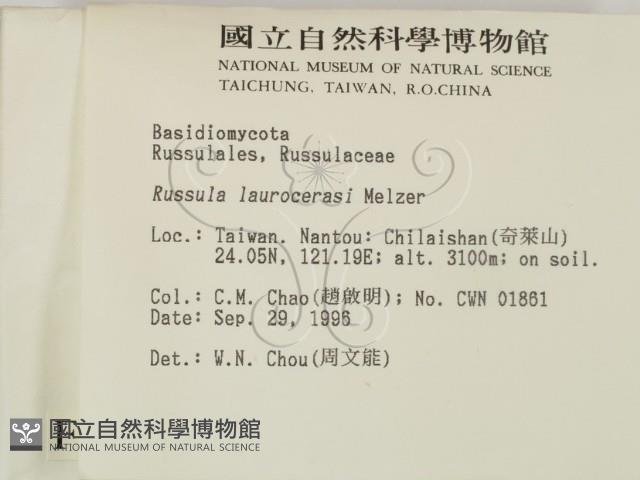 國立自然科學博物館
NATIONAL MUSEUM OF NATURAL SCIENCE
TAICHUNG, TAIWAN, R.O.CHINA
Basidiomycota
Russulales, Russulaceae
Russula laurocerasi Melzer
Loc.: Taiwan. Nantou: Chilaishan(奇萊山)
24.05N, 121.19E; alt. 3100m; on soil.
Col.: C.M. Chao(趙啟明); No. CWN 01861
Date: Sep. 29, 1996
Det.: W.N. Chou(周文能)
國立自然科學博物館
NATIONAL MUSEUM OF NATURAL SCIENCE